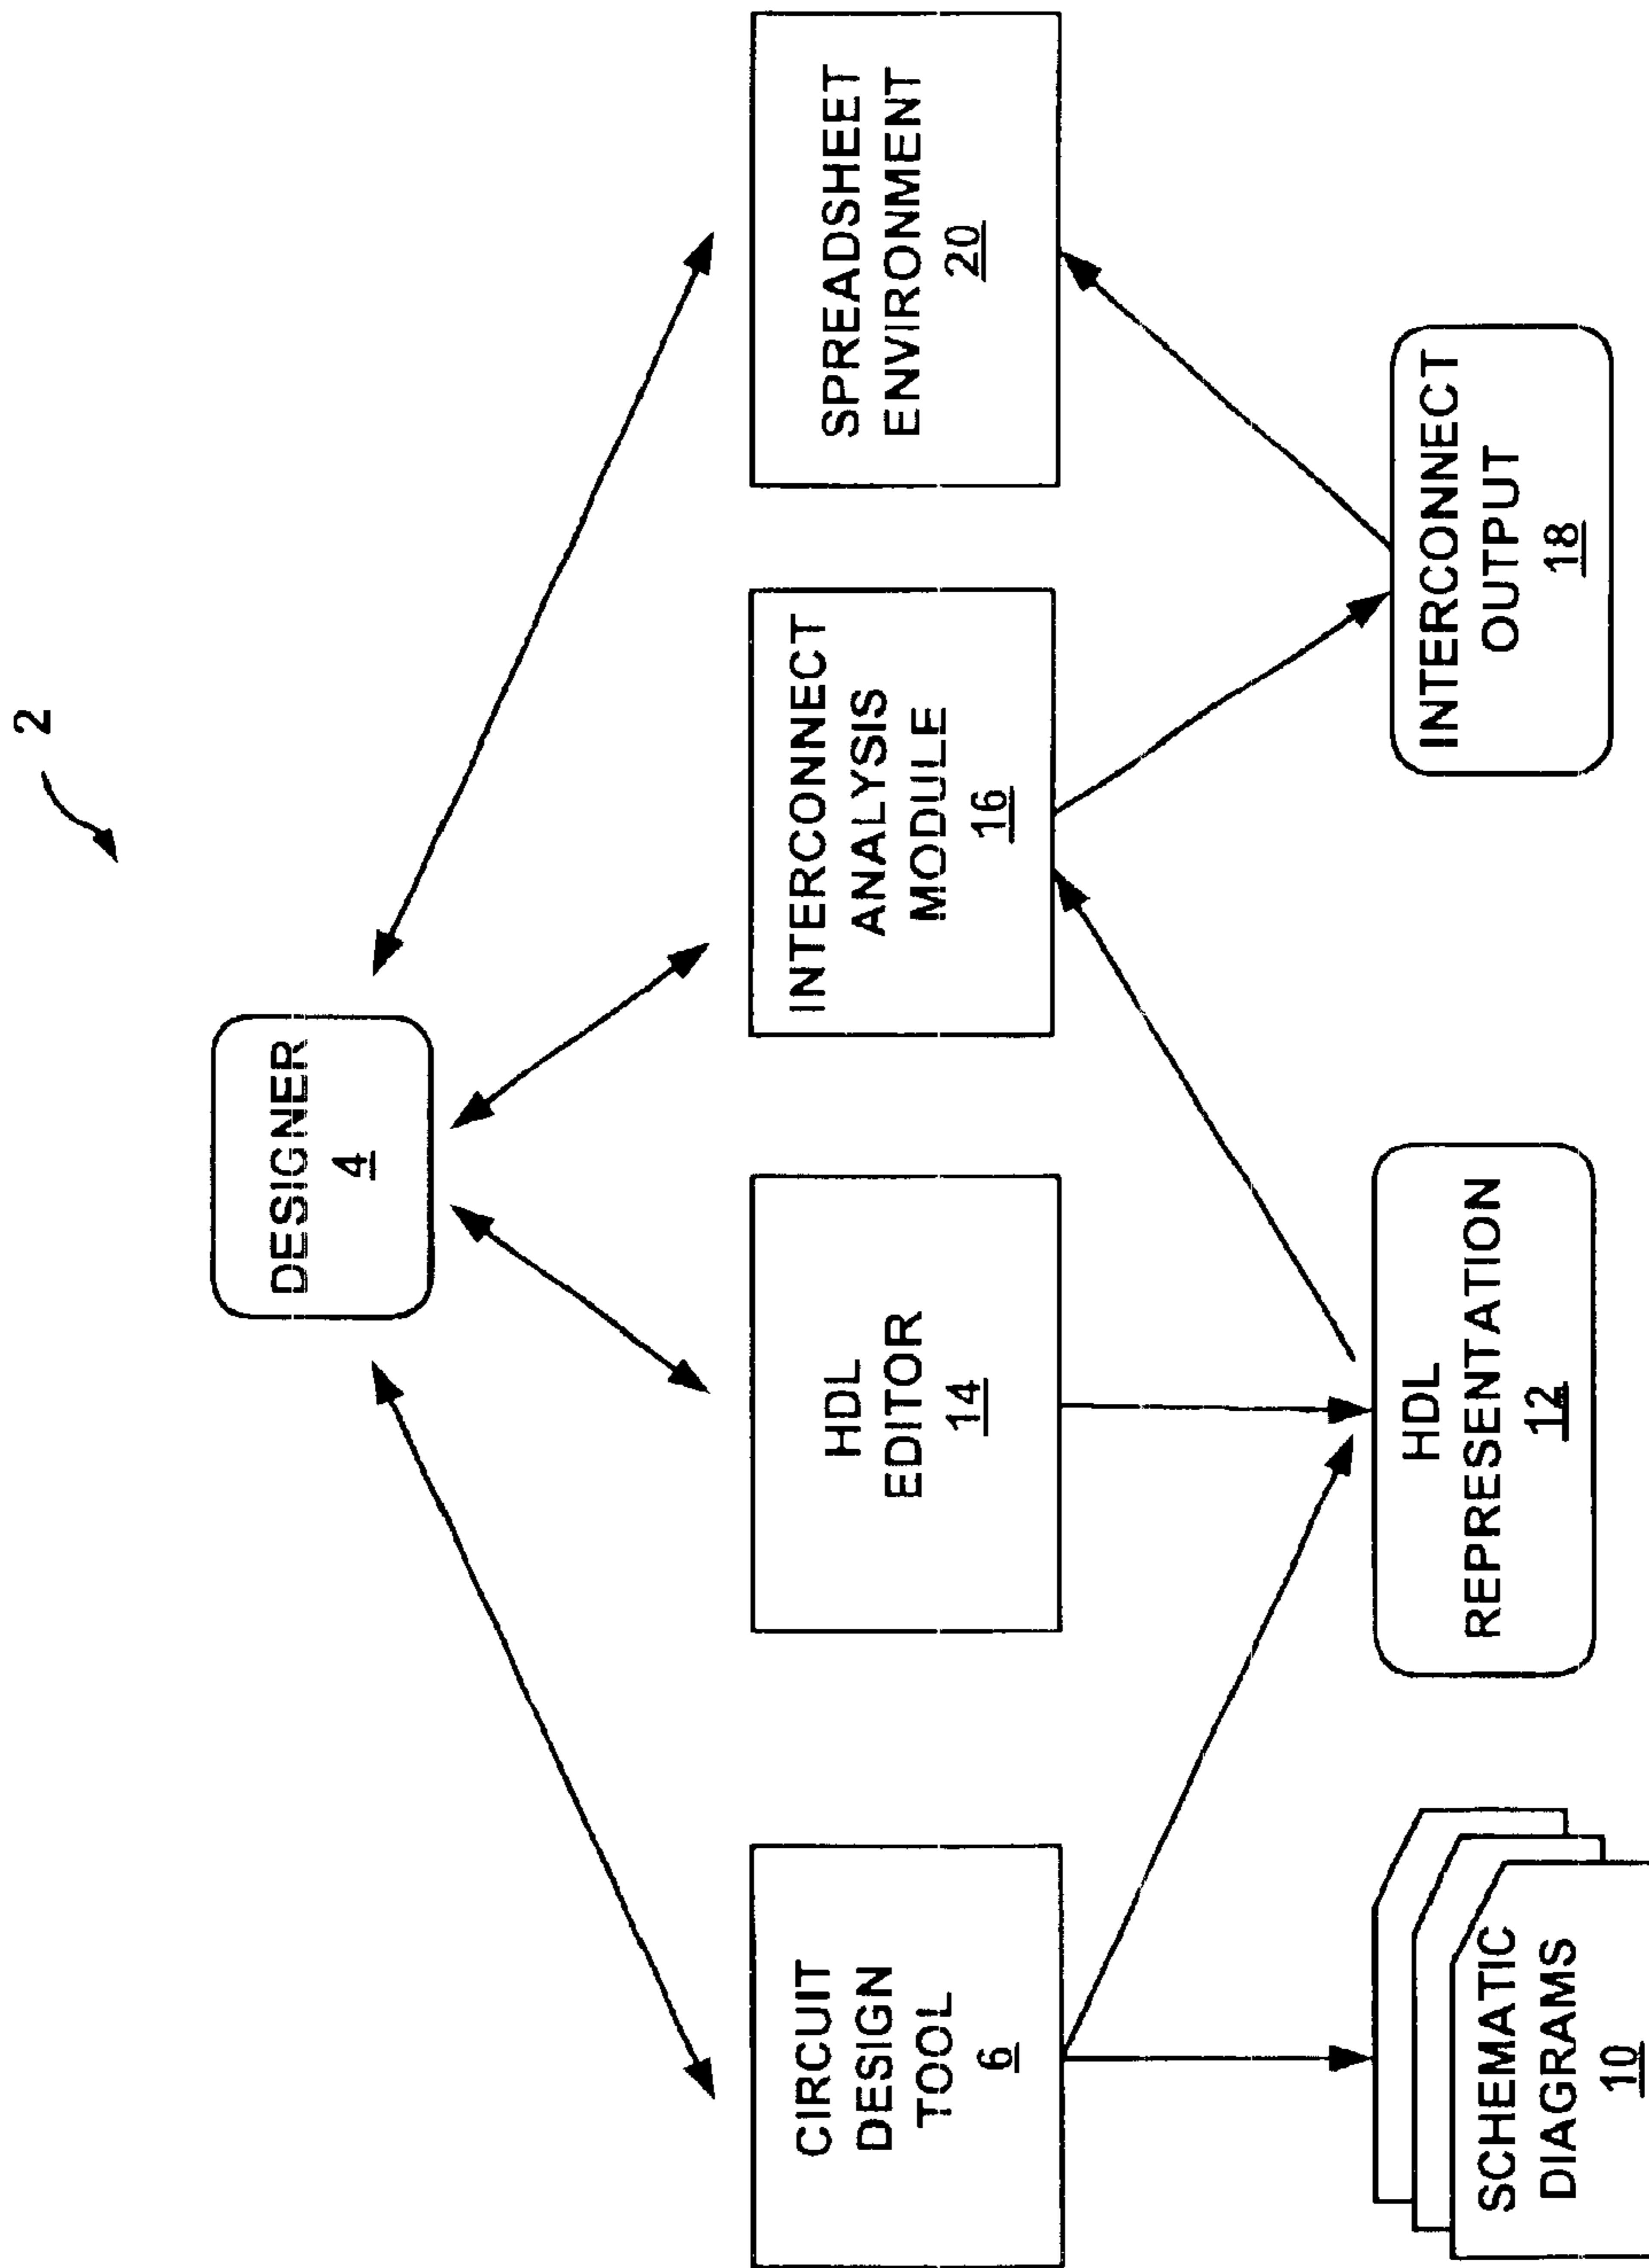 2
DESIGNER
4
CIRCUIT
DESIGN
TOOL
6
HDL
EDITOR
14
INTERCONNECT
ANALYSIS
MODULE
16
SPREADSHEET
ENVIRONMENT
20
SCHEMATIC
DIAGRAMS
10
HDL
REPRESENTATION
12
INTERCONNECT
OUTPUT
18